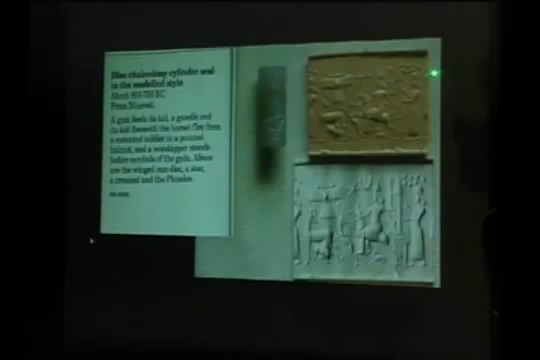 Blue chalcedony cylinder seal
in the modelled style
About 800-700 BC
From Nineveh
A goat feeds its kid, a gazelle and
its kid beneath the horse flee from
a mounted soldier in a pointed
helmet, and a worshipper stands
before symbols of the gods. Above
are the winged sun-disc, a star,
a crescent and the Pleiades.